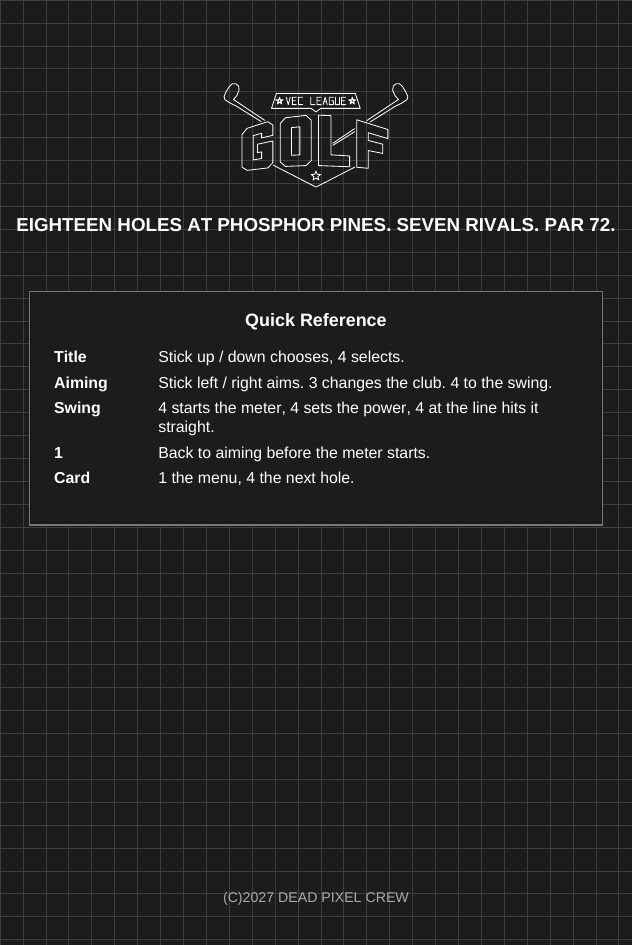 VEC LEAGUE
GOLF
EIGHTEEN HOLES AT PHOSPHOR PINES. SEVEN RIVALS. PAR 72.
Quick Reference
Title Stick up / down chooses, 4 selects.
Aiming Stick left / right aims. 3 changes the club. 4 to the swing.
Swing 4 starts the meter, 4 sets the power, 4 at the line hits it
straight.
1 Back to aiming before the meter starts.
Card 1 the menu, 4 the next hole.
(C)2027 DEAD PIXEL CREW